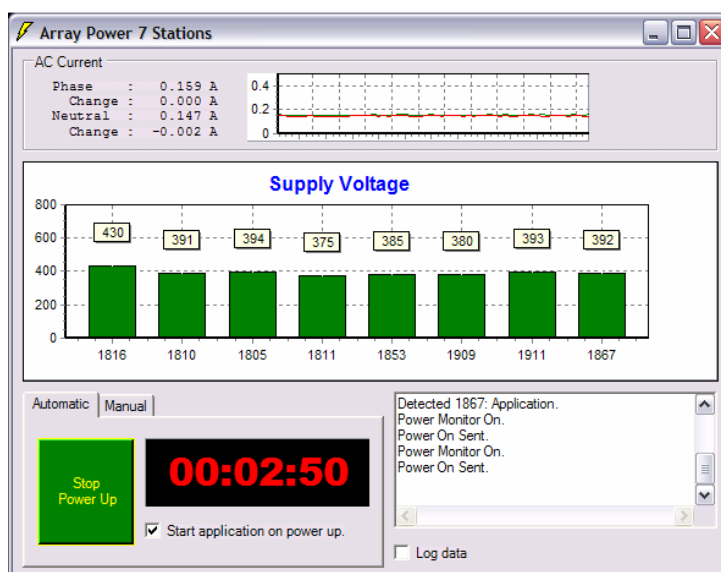 Array Power 7 Stations
AC Current
Phase : 0.159 A
Change : 0.000 A
Neutral : 0.147 A
Change : -0.002 A
0.4
0.2
0
Supply Voltage
800
600
400
200
0
430
391
394
375
385
380
393
392
1816
1810
1805
1811
1853
1909
1911
1867
Automatic
Manual
Stop
Power Up
00:02:50
Start application on power up.
Detected 1867: Application.
Power Monitor On.
Power On Sent.
Power Monitor On.
Power On Sent.
Log data